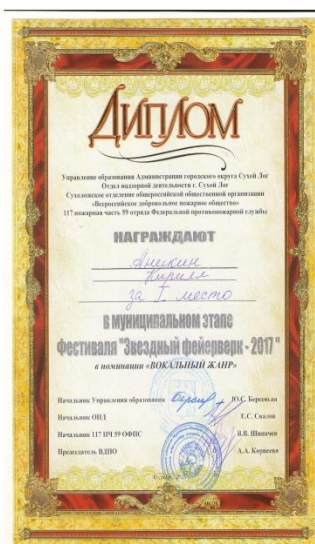 ДИПЛОМ
Управление образования Администрации городского округа Сухой Лог
Отдел надзорной деятельности г. Сухой Лог
Сухоложское отделение общероссийской общественной организации
«Всероссийское добровольное пожарное общество»
117 пожарная часть 59 отряда Федеральной противопожарной службы
НАГРАЖДАЮТ
Аникин
Кирилл
за I место
в муниципальном этапе
Фестиваля "Звездный фейерверк - 2017"
в номинации «ВОКАЛЬНЫЙ ЖАНР»
Начальник Управления образования Ю.С. Берсенева
Начальник ОНД Е.С.
Начальник 117 ПЧ 59 ОФПС В.В.
Председатель ВДПО А.А. Корнеева